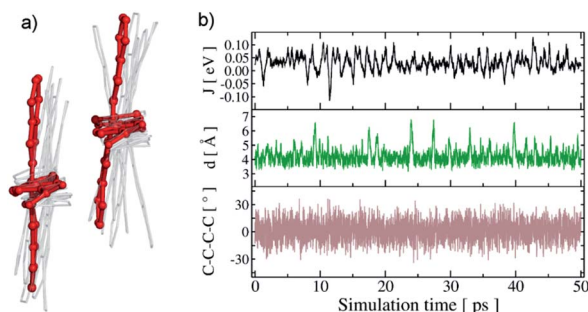 a)
b)
J [ eV ]
0.10
0.05
0.00
-0.05
-0.10
d [ Å ]
7
6
5
4
3
C-C-C-C [ ° ]
30
0
-30
0 10 20 30 40 50
Simulation time [ ps ]